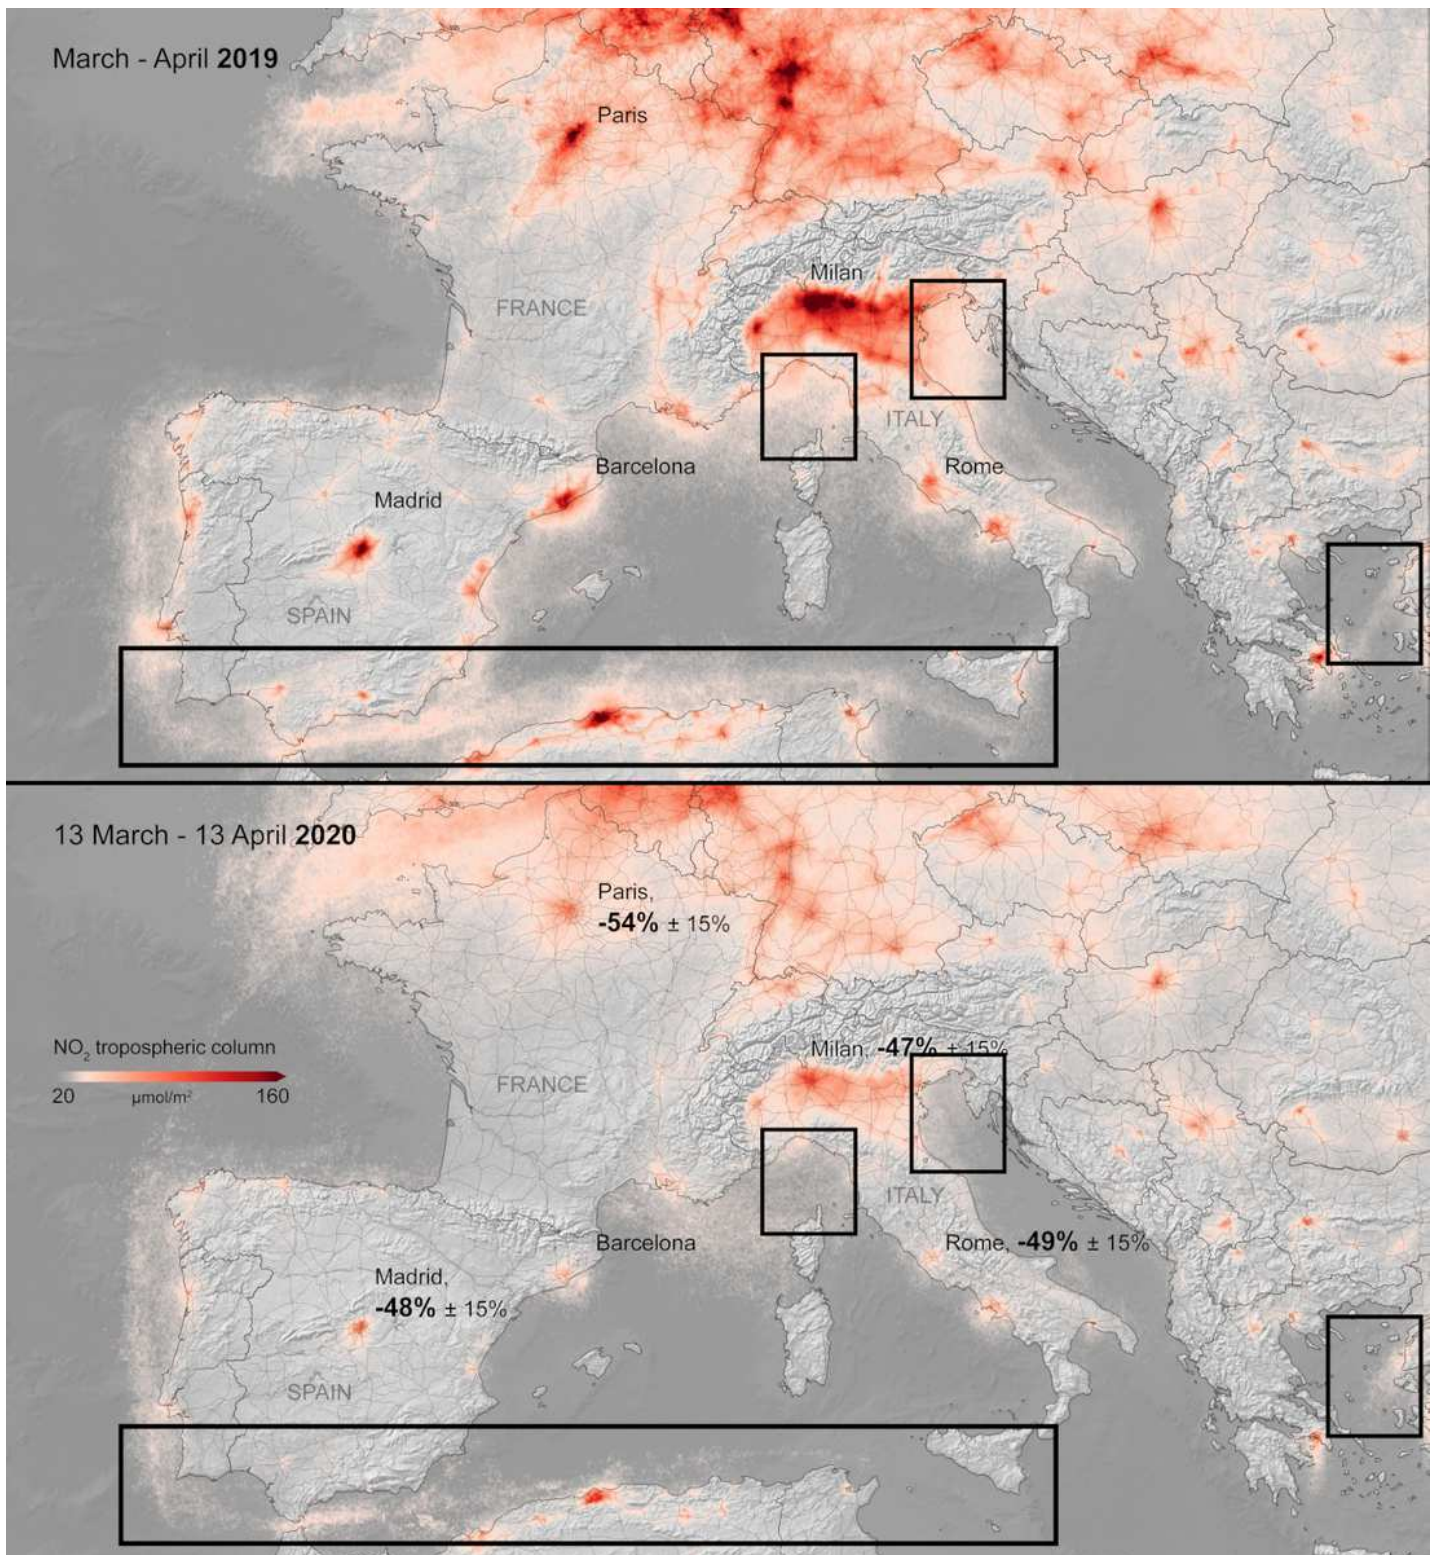 March - April 2019
Paris
Milan
FRANCE
ITALY
Barcelona
Rome
Madrid
SPAIN
13 March - 13 April 2020
Paris,
-54% ± 15%
NO₂ tropospheric column
Milan, -47% ± 15%
FRANCE
20 µmol/m² 160
ITALY
Barcelona
Rome, -49% ± 15%
Madrid,
-48% ± 15%
SPAIN